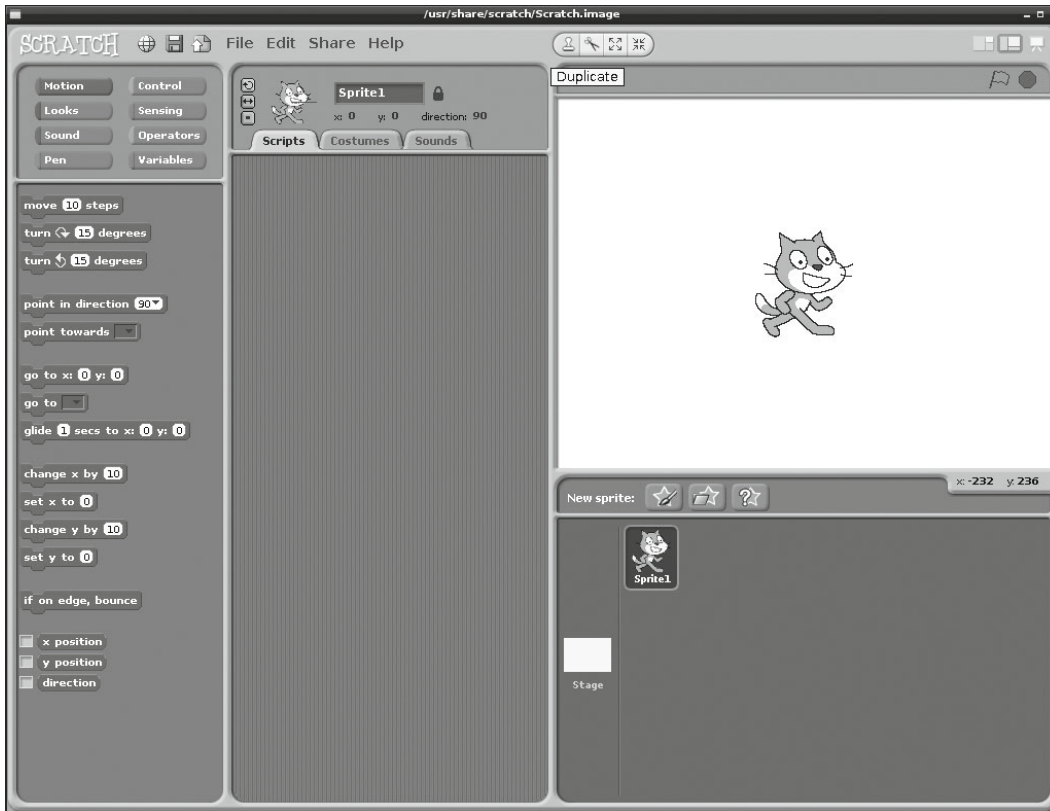 /usr/share/scratch/Scratch.image
SCRATCH File Edit Share Help
Duplicate
Motion Control
Looks Sensing
Sound Operators
Pen Variables
Sprite1
x: 0 y: 0 direction: 90
Scripts Costumes Sounds
move 10 steps
turn 15 degrees
turn 15 degrees
point in direction 90
point towards
go to x: 0 y: 0
go to
glide 1 secs to x: 0 y: 0
change x by 10
set x to 0
change y by 10
set y to 0
if on edge, bounce
x position
y position
direction
x: -232 y: 236
New sprite:
Sprite1
Stage